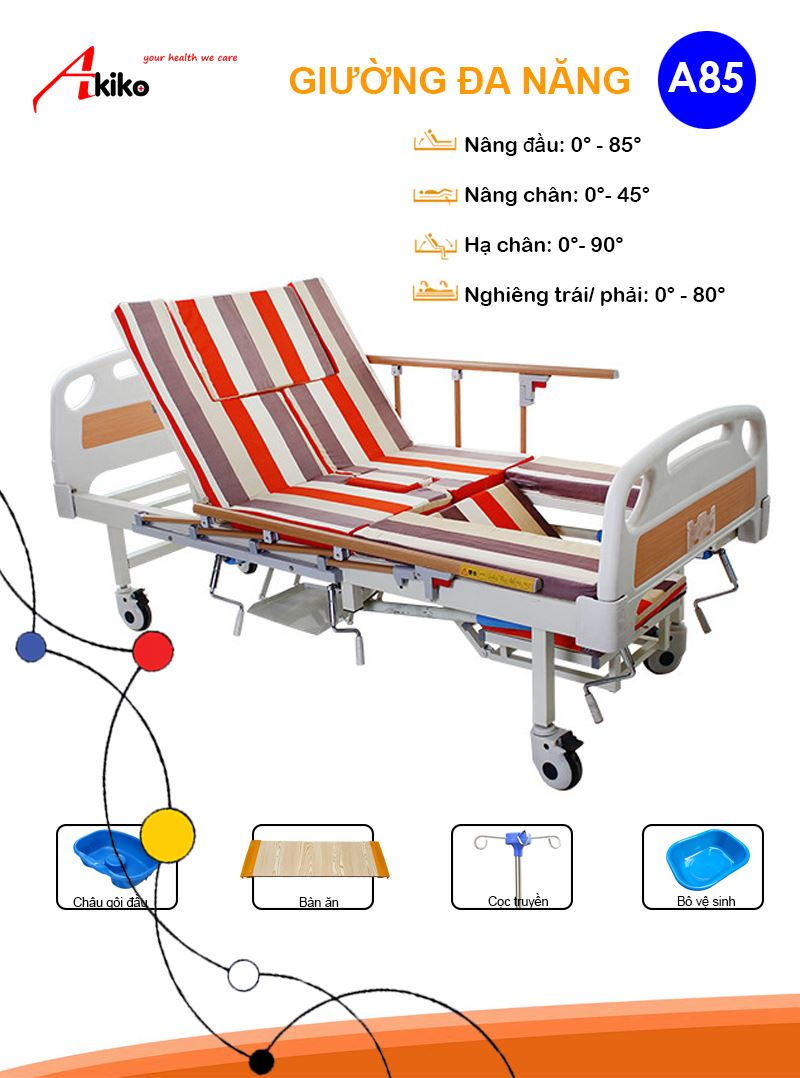 your health we care
Akiko
GIƯỜNG ĐA NĂNG
A85
Nâng đầu: 0° - 85°
Nâng chân: 0°- 45°
Hạ chân: 0°- 90°
Nghiêng trái/ phải: 0° - 80°
Chậu gội đầu
Bàn ăn
Cọc truyền
Bô vệ sinh